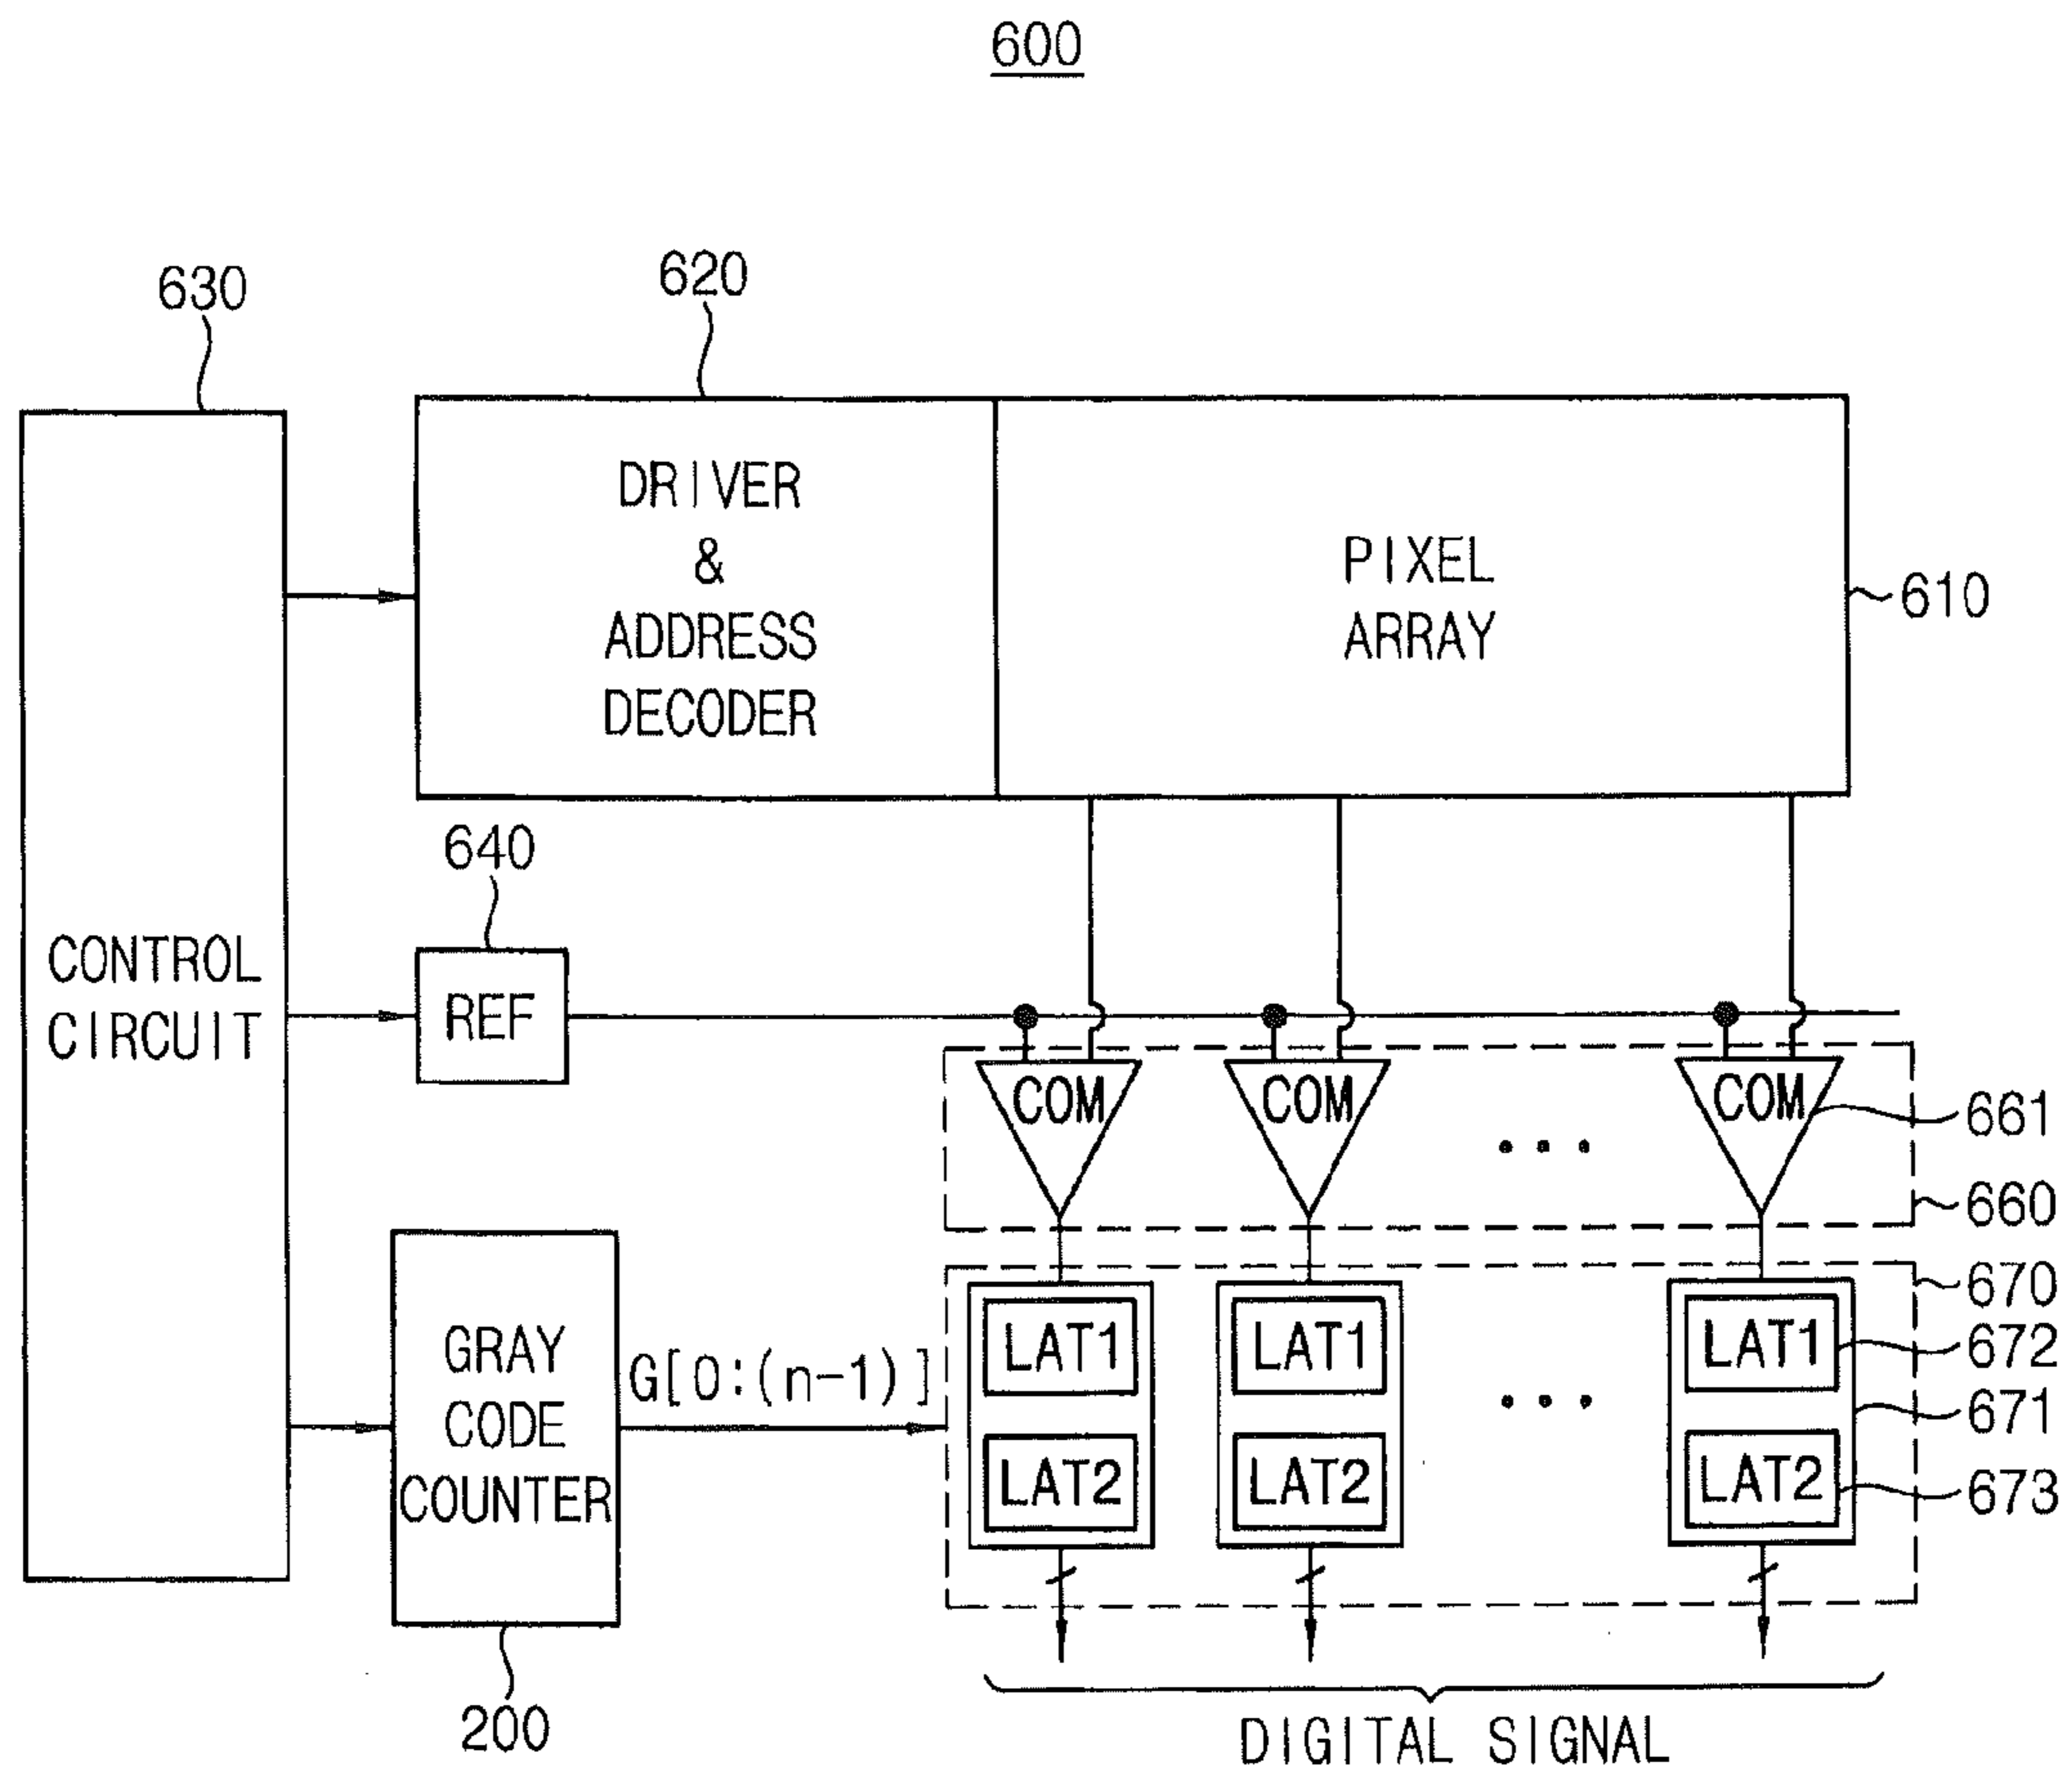 600
630
620
DRIVER
&
ADDRESS
DECODER
PIXEL
ARRAY
610
640
CONTROL
CIRCUIT
REF
COM
COM
COM
661
660
670
GRAY
CODE
COUNTER
G[0:(n-1)]
LAT1
LAT1
LAT1
672
671
LAT2
LAT2
LAT2
673
200
DIGITAL SIGNAL